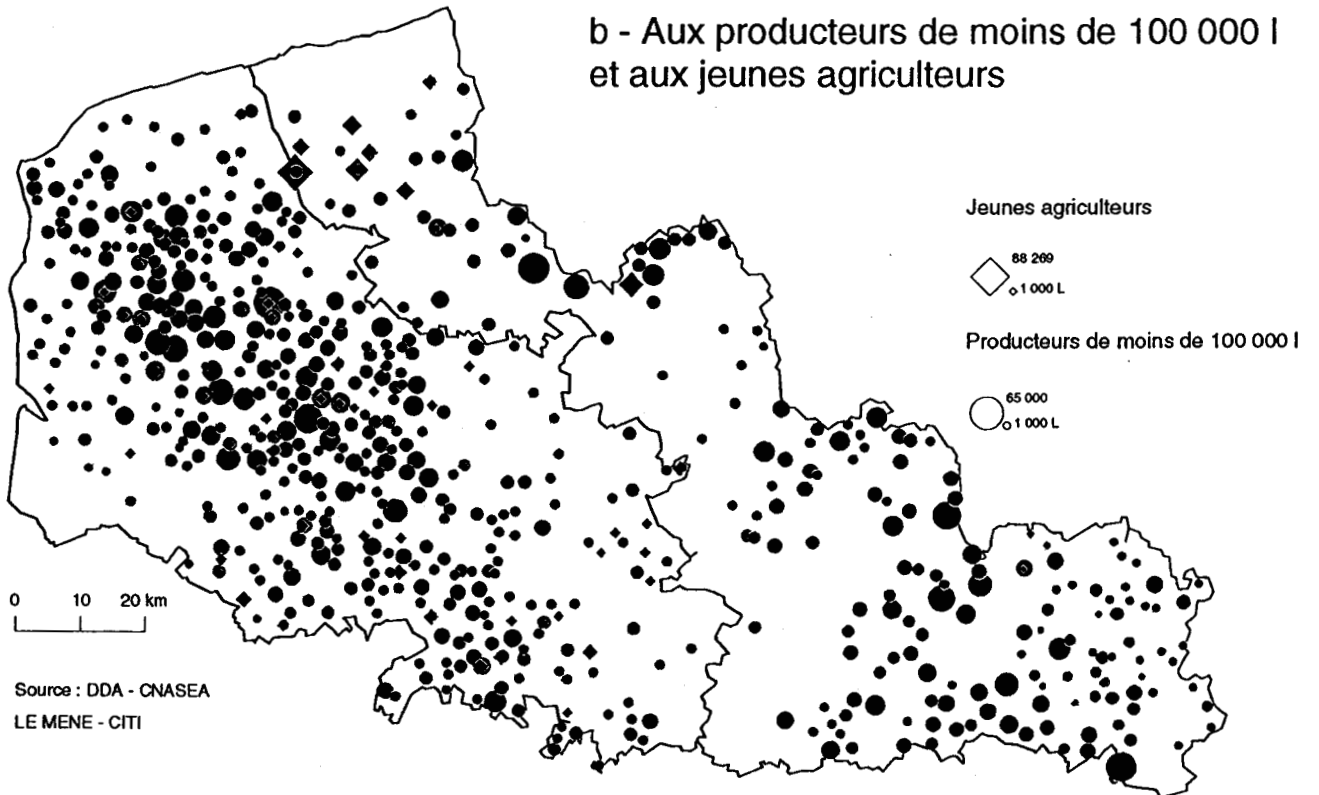 b - Aux producteurs de moins de 100 000 l
et aux jeunes agriculteurs
Jeunes agriculteurs
88 269
1 000 L
Producteurs de moins de 100 000 l
65 000
1 000 L
0 10 20 km
Source : DDA - CNASEA
LE MENE - CITI